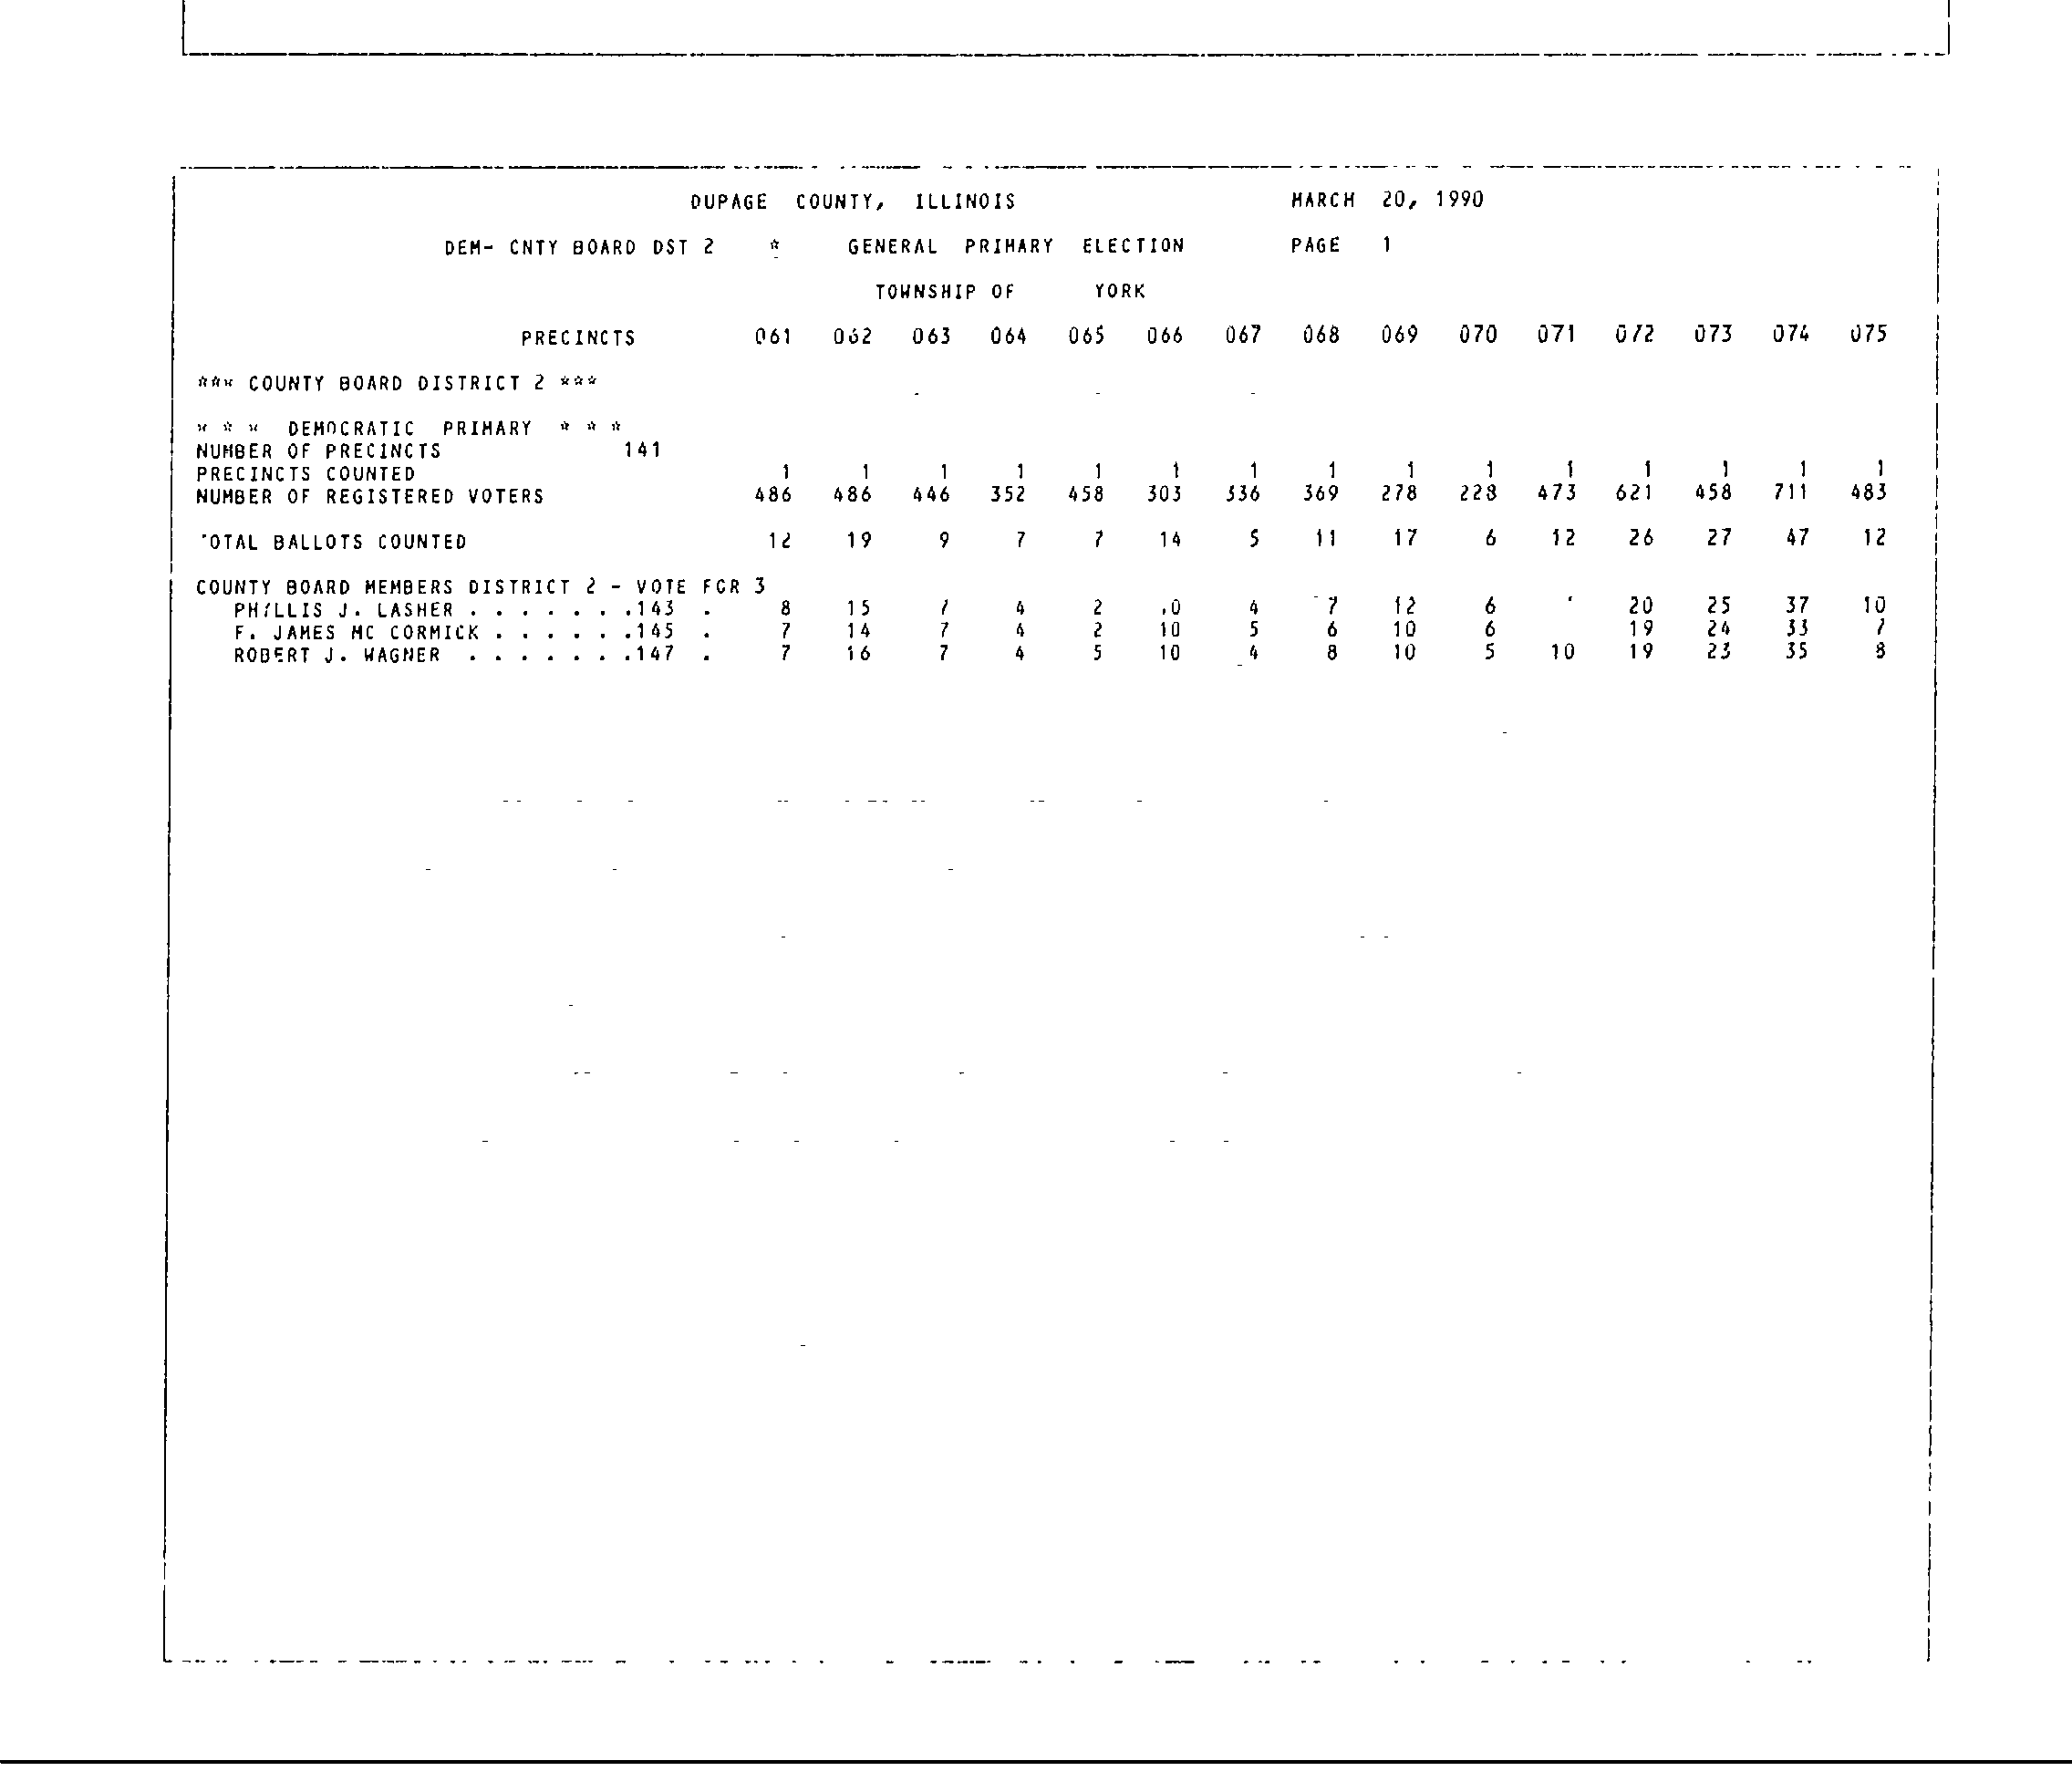 DUPAGE COUNTY, ILLINOIS MARCH 20, 1990
DEM- CNTY BOARD DST 2 * GENERAL PRIMARY ELECTION PAGE 1
TOWNSHIP OF YORK
PRECINCTS 061 062 063 064 065 066 067 068 069 070 071 072 073 074 075
*** COUNTY BOARD DISTRICT 2 ***
* * * DEMOCRATIC PRIMARY * * *
NUMBER OF PRECINCTS 141
PRECINCTS COUNTED 1 1 1 1 1 1 1 1 1 1 1 1 1 1 1
NUMBER OF REGISTERED VOTERS 486 486 446 352 458 303 336 369 278 228 473 621 458 711 483
TOTAL BALLOTS COUNTED 12 19 9 7 7 14 5 11 17 6 12 26 27 47 12
COUNTY BOARD MEMBERS DISTRICT 2 - VOTE FOR 3
PHYLLIS J. LASHER . . . . . . .143 . 8 15 7 4 2 10 4 7 12 6 20 25 37 10
F. JAMES MC CORMICK . . . . . .145 . 7 14 7 4 2 10 5 6 10 6 19 24 33 7
ROBERT J. WAGNER . . . . . . .147 . 7 16 7 4 5 10 4 8 10 5 10 19 23 35 8